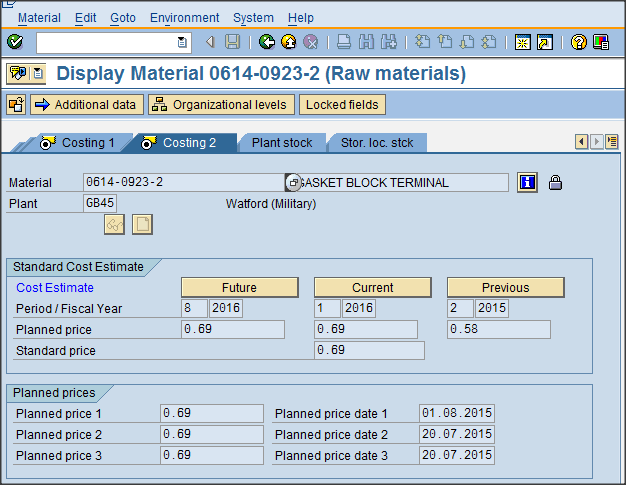 Material Edit Goto Environment System Help
Display Material 0614-0923-2 (Raw materials)
Additional data Organizational levels Locked fields
Costing 1 Costing 2 Plant stock Stor. loc. stck
Material 0614-0923-2 GASKET BLOCK TERMINAL
Plant GB45 Watford (Military)
Standard Cost Estimate
Cost Estimate Future Current Previous
Period / Fiscal Year 8 2016 1 2016 2 2015
Planned price 0.69 0.69 0.58
Standard price 0.69
Planned prices
Planned price 1 0.69 Planned price date 1 01.08.2015
Planned price 2 0.69 Planned price date 2 20.07.2015
Planned price 3 0.69 Planned price date 3 20.07.2015